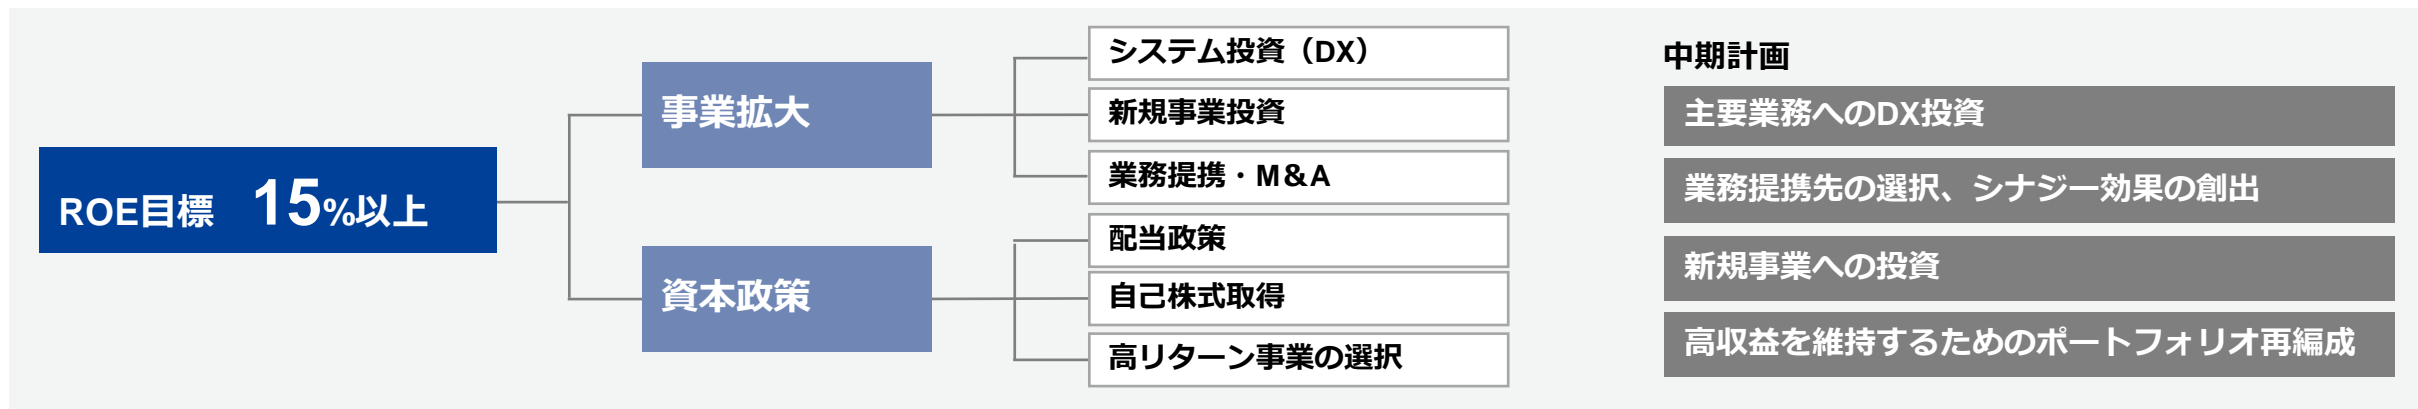 ROE目標 15%以上
事業拡大
資本政策
システム投資（DX）
新規事業投資
業務提携・M＆A
配当政策
自己株式取得
高リターン事業の選択
中期計画
主要業務へのDX投資
業務提携先の選択、シナジー効果の創出
新規事業への投資
高収益を維持するためのポートフォリオ再編成